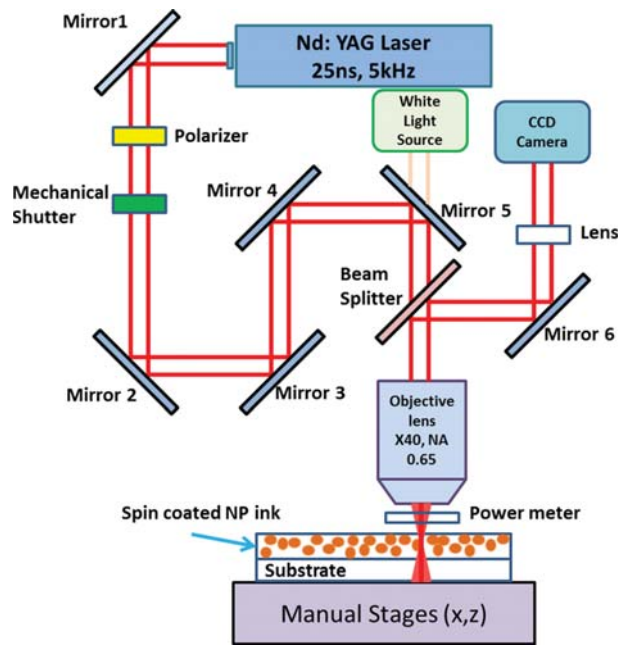 Mirror1
Nd: YAG Laser
25ns, 5kHz
White
Light
Source
CCD
Camera
Polarizer
Mechanical
Shutter
Mirror 4
Mirror 5
Lens
Beam
Splitter
Mirror 6
Mirror 2
Mirror 3
Objective
lens
X40, NA
0.65
Power meter
Spin coated NP ink
Substrate
Manual Stages (x,z)